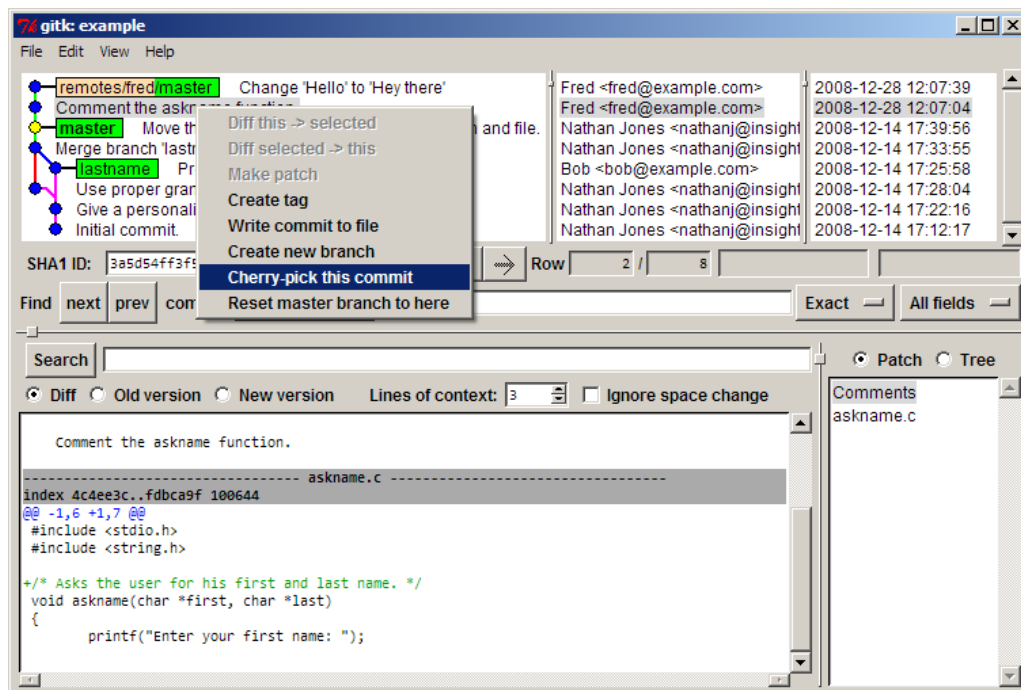 gitk: example
File Edit View Help
remotes/fred/master Change 'Hello' to 'Hey there' Fred <fred@example.com> 2008-12-28 12:07:39
Comment the askname function. Fred <fred@example.com> 2008-12-28 12:07:04
master Move th and file. Nathan Jones <nathanj@insight 2008-12-14 17:39:56
Merge branch 'lastn Nathan Jones <nathanj@insight 2008-12-14 17:33:55
lastname Pr Bob <bob@example.com> 2008-12-14 17:25:58
Use proper gran Nathan Jones <nathanj@insight 2008-12-14 17:28:04
Give a personali Nathan Jones <nathanj@insight 2008-12-14 17:22:16
Initial commit. Nathan Jones <nathanj@insight 2008-12-14 17:12:17
Diff this -> selected
Diff selected -> this
Make patch
Create tag
Write commit to file
Create new branch
Cherry-pick this commit
Reset master branch to here
SHA1 ID: 3a5d54ff3f5 Row 2 / 8
Find next prev com Exact All fields
Search
Patch Tree
Diff Old version New version Lines of context: 3 Ignore space change
Comments
askname.c
Comment the askname function.
--------------------------------- askname.c ---------------------------------
index 4c4ee3c..fdbca9f 100644
@@ -1,6 +1,7 @@
#include <stdio.h>
#include <string.h>
+/* Asks the user for his first and last name. */
void askname(char *first, char *last)
{
printf("Enter your first name: ");